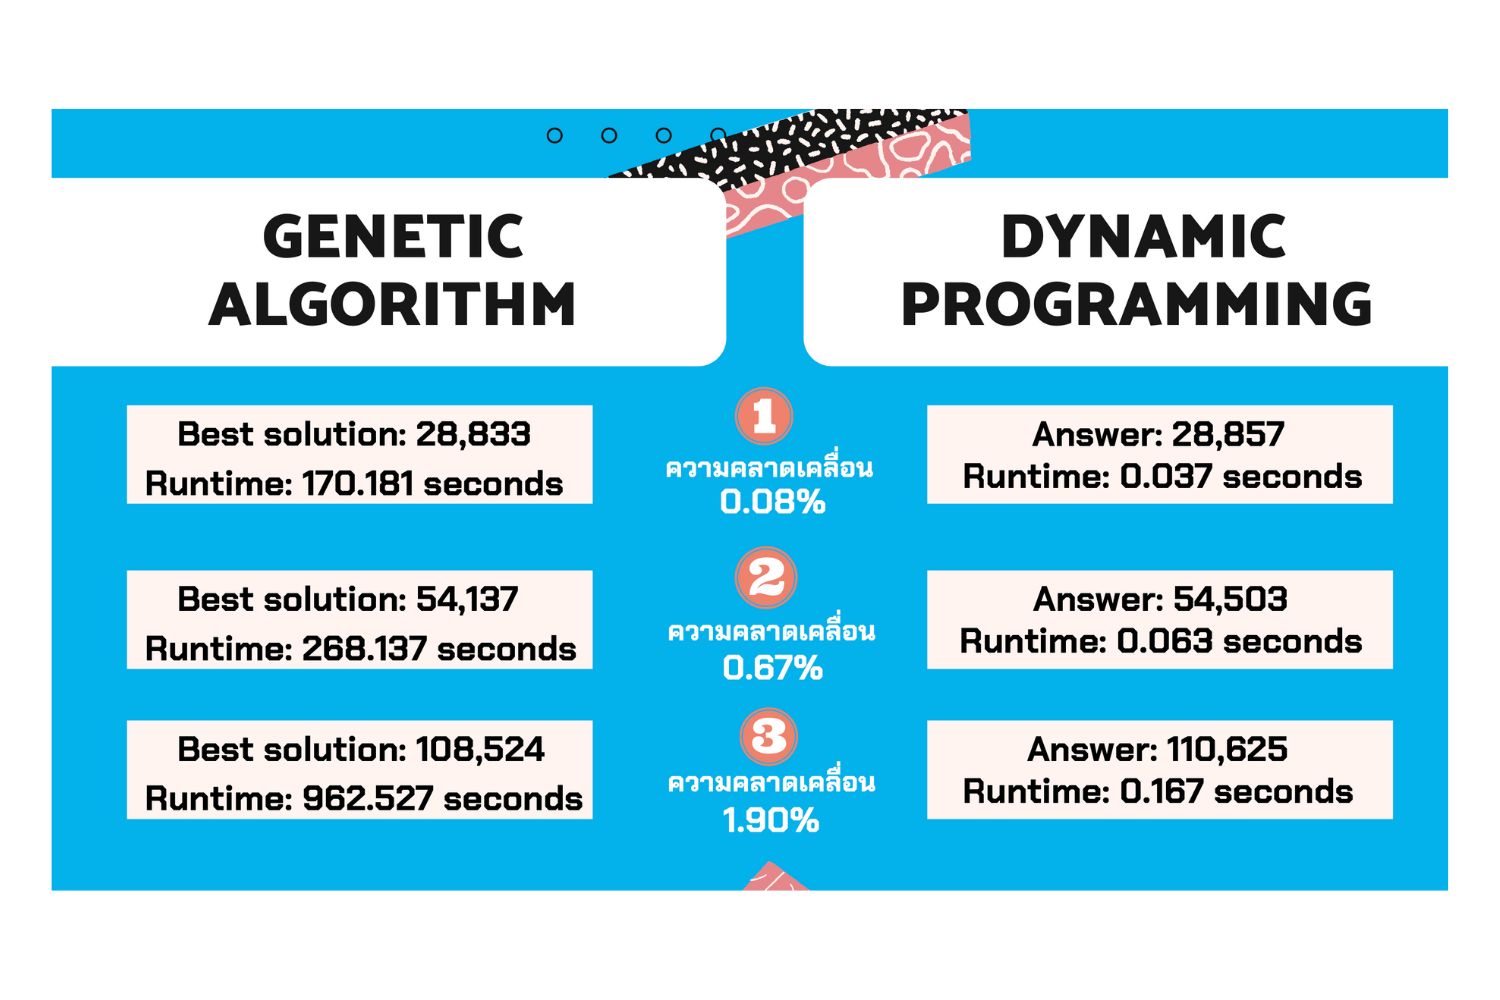 GENETIC
ALGORITHM
DYNAMIC
PROGRAMMING
Best solution: 28,833
Runtime: 170.181 seconds
1
ความคลาดเคลื่อน
0.08%
Answer: 28,857
Runtime: 0.037 seconds
Best solution: 54,137
Runtime: 268.137 seconds
2
ความคลาดเคลื่อน
0.67%
Answer: 54,503
Runtime: 0.063 seconds
Best solution: 108,524
Runtime: 962.527 seconds
3
ความคลาดเคลื่อน
1.90%
Answer: 110,625
Runtime: 0.167 seconds